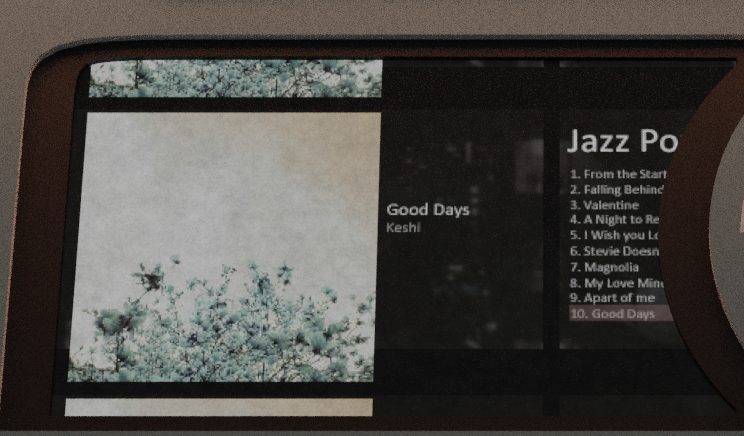 Good Days
Keshi
Jazz Po
1. From the Start
2. Falling Behind
3. Valentine
4. A Night to Re
5. I Wish you Lo
6. Stevie Doesn
7. Magnolia
8. My Love Mine
9. Apart of me
10. Good Days